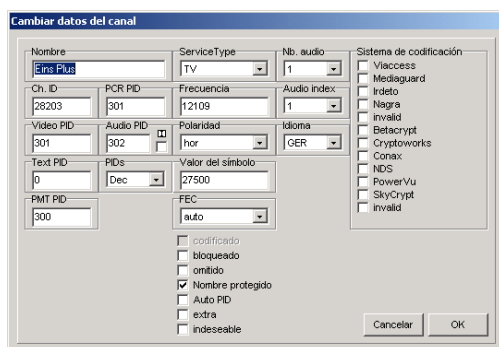 Cambiar datos del canal
Nombre
Eins Plus
ServiceType
TV
Nb. audio
1
Sistema de codificación
Viaccess
Mediaguard
Irdeto
Nagra
invalid
Betacrypt
Cryptoworks
Conax
NDS
PowerVu
SkyCrypt
invalid
Ch. ID
28203
PCR PID
301
Frecuencia
12109
Audio index
1
Video PID
301
Audio PID
302
Polaridad
hor
Idioma
GER
Text PID
0
PIDs
Dec
Valor del símbolo
27500
PMT PID
300
FEC
auto
codificado
bloqueado
omitido
Nombre protegido
Auto PID
extra
indeseable
Cancelar
OK